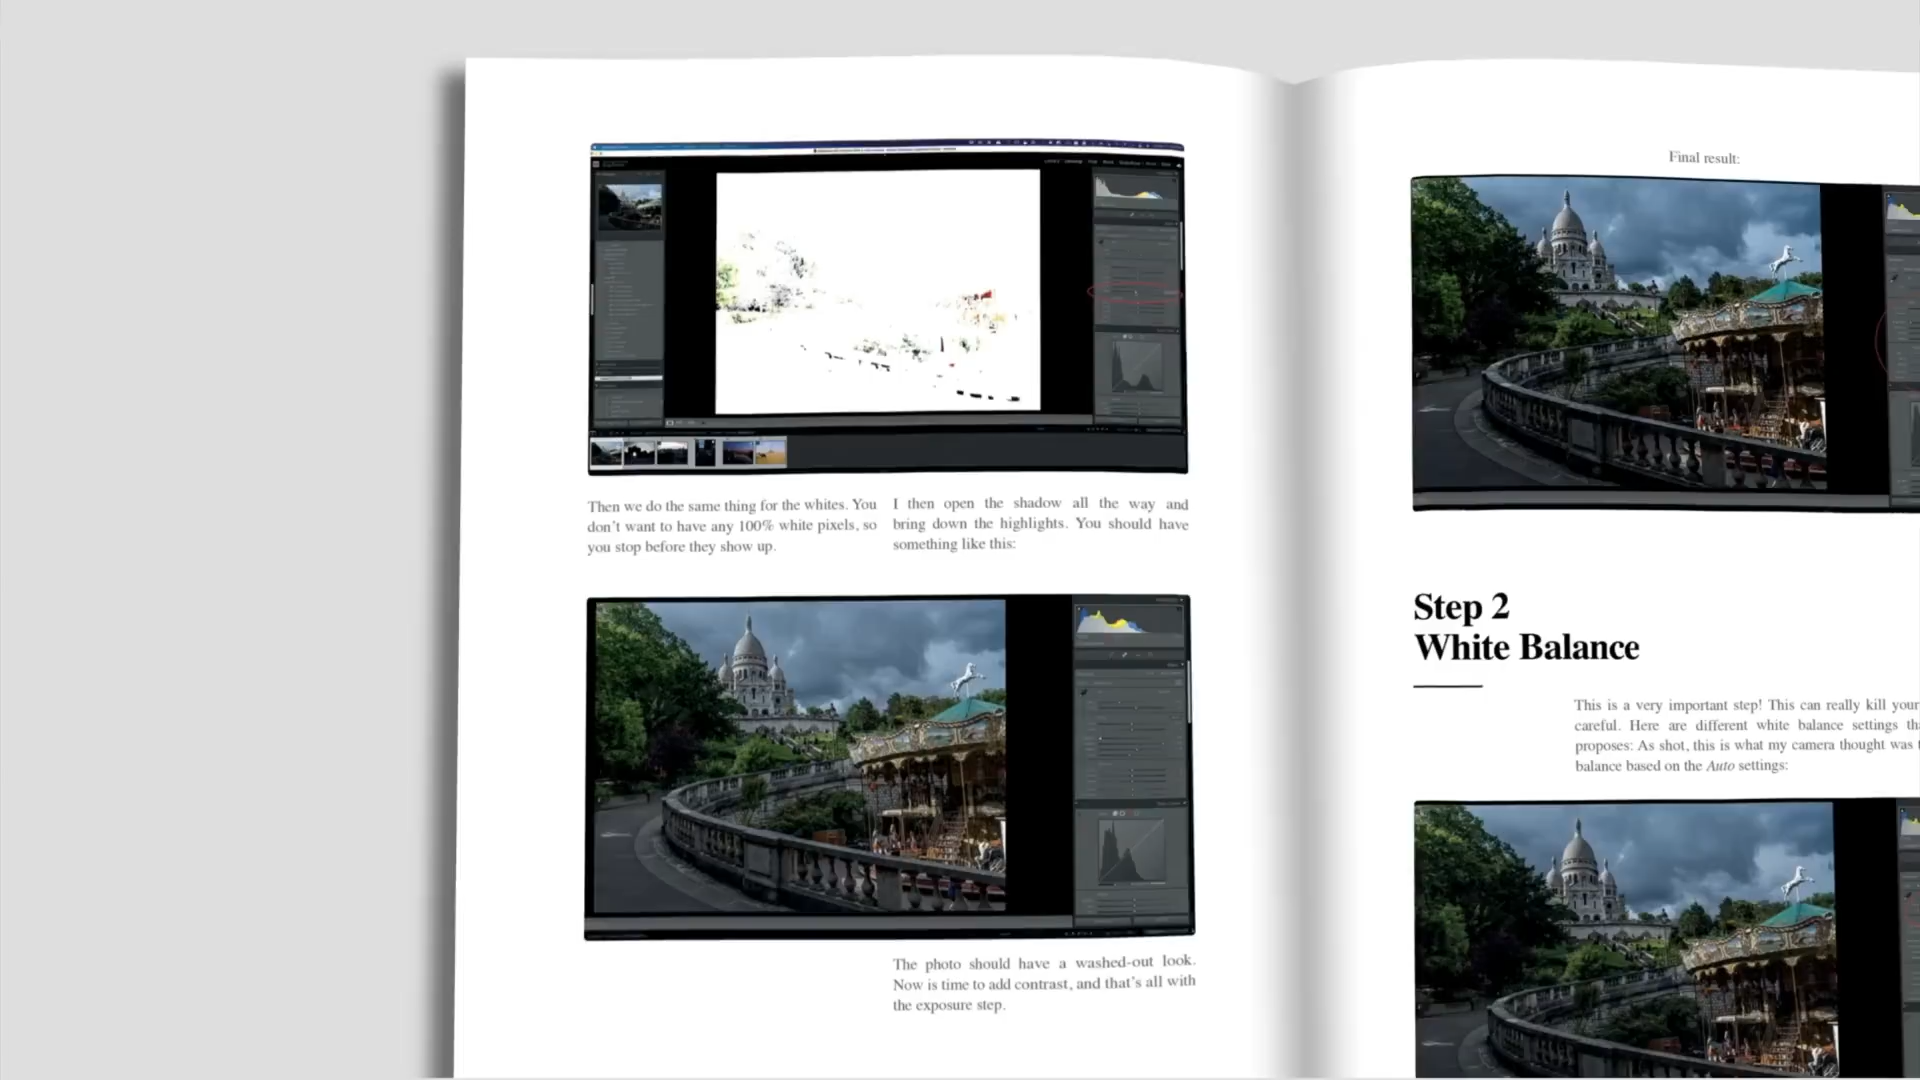 Then we do the same thing for the whites. You
don't want to have any 100% white pixels, so
you stop before they show up.
I then open the shadow all the way and
bring down the highlights. You should have
something like this:
The photo should have a washed-out look.
Now is time to add contrast, and that's all with
the exposure step.
Final result:
Step 2
White Balance
This is a very important step! This can really kill your
careful. Here are different white balance settings
proposes: As shot, this is what my camera thought was
balance based on the Auto settings: